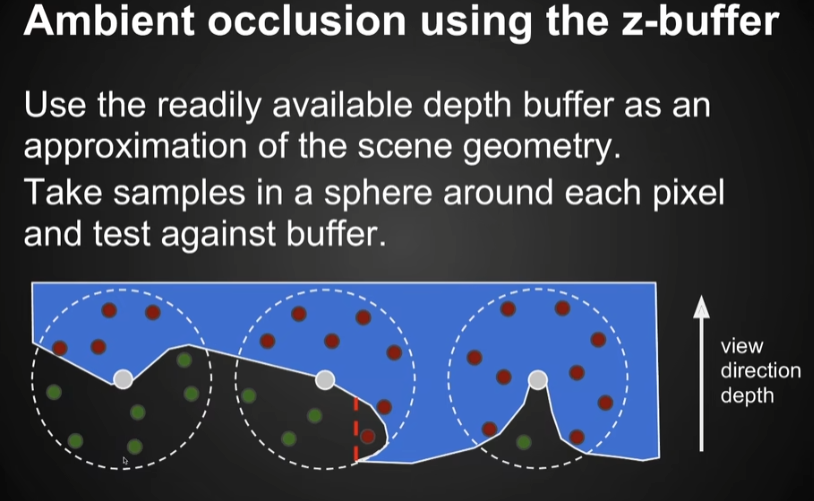 Ambient occlusion using the z-buffer
Use the readily available depth buffer as an
approximation of the scene geometry.
Take samples in a sphere around each pixel
and test against buffer.
view
direction
depth